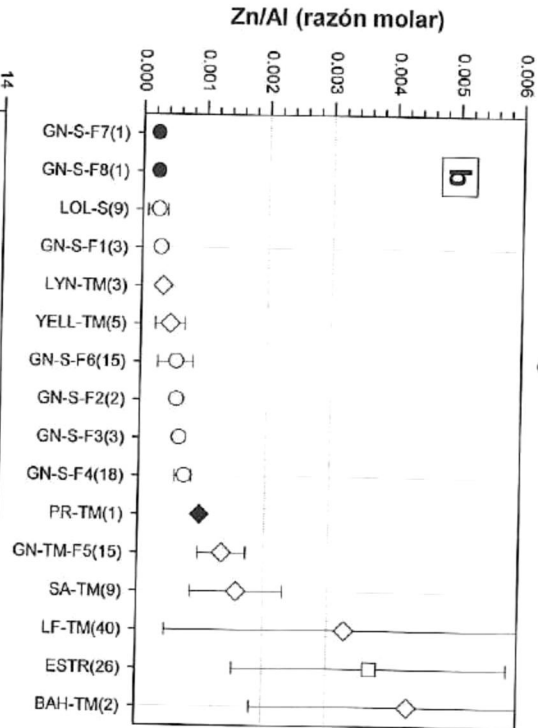 Zn/Al (razón molar)
0.000
0.001
0.002
0.003
0.004
0.005
0.006
14
b
GN-S-F7(1)
GN-S-F8(1)
LOL-S(9)
GN-S-F1(3)
LYN-TM(3)
YELL-TM(5)
GN-S-F6(15)
GN-S-F2(2)
GN-S-F3(3)
GN-S-F4(18)
PR-TM(1)
GN-TM-F5(15)
SA-TM(9)
LF-TM(40)
ESTR(26)
BAH-TM(2)